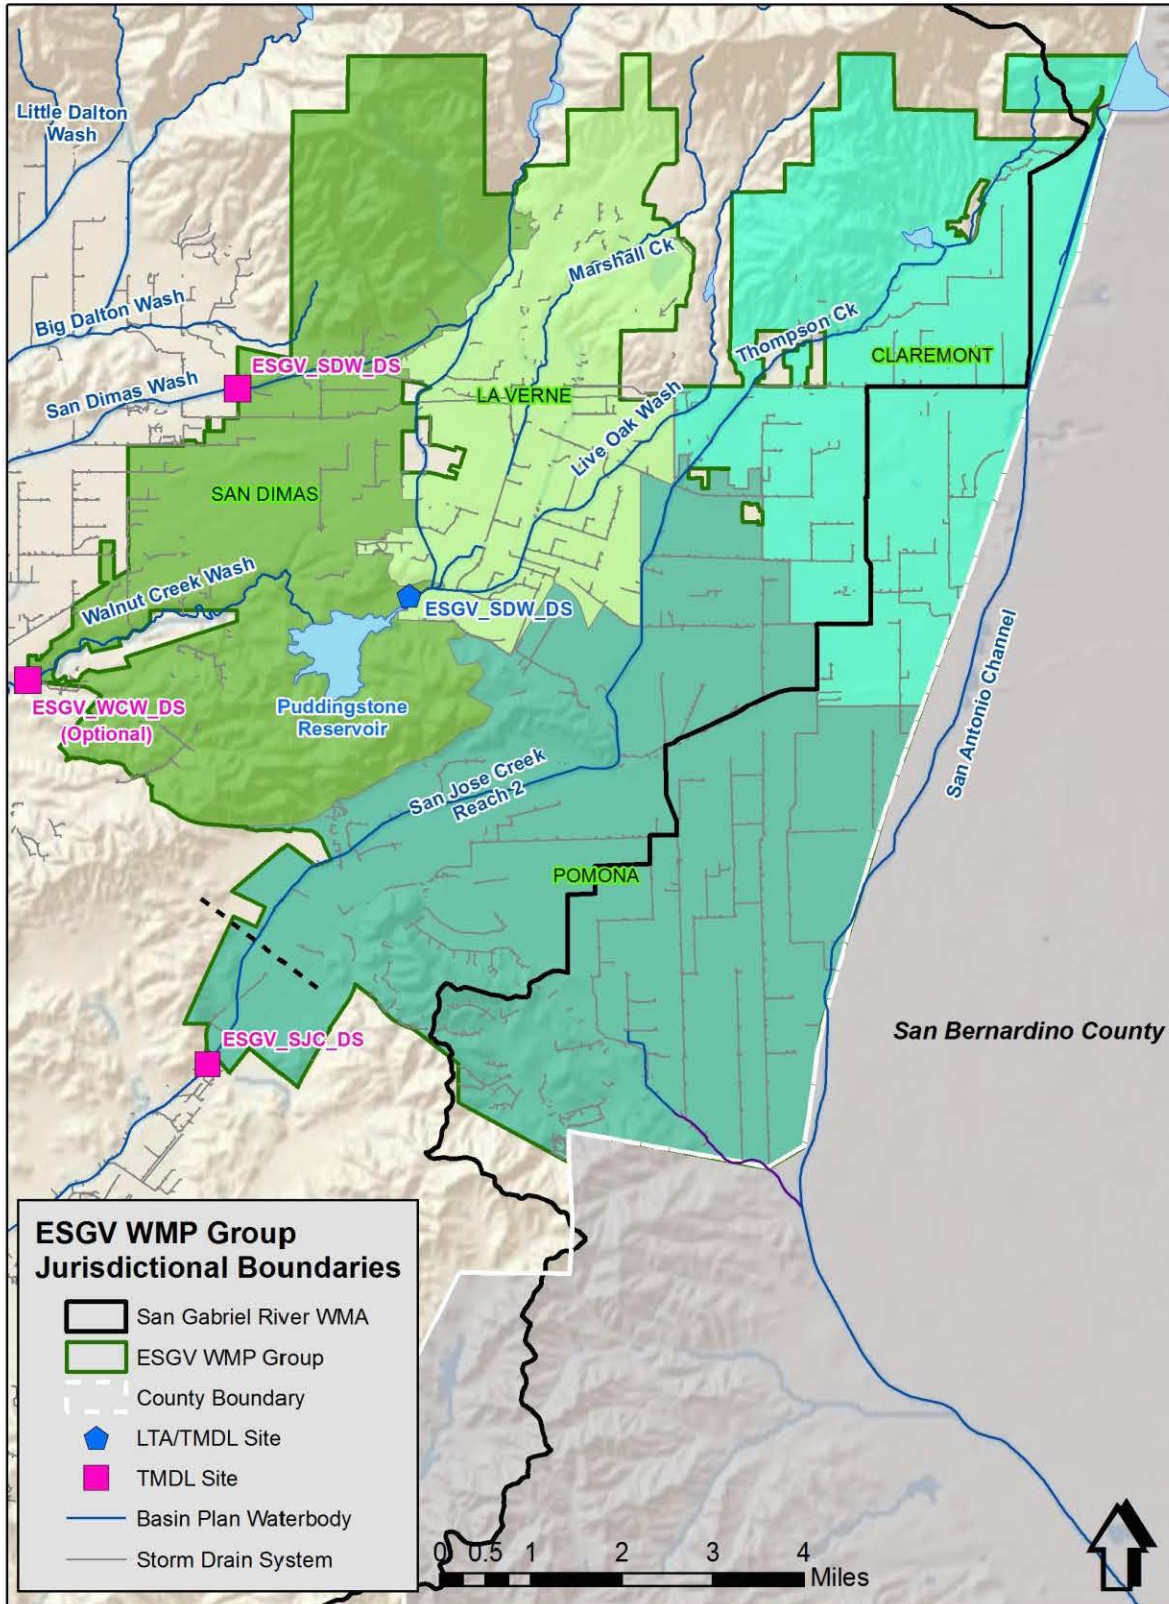 Little Dalton
Wash
Marshall Ck
Big Dalton Wash
Thompson Ck
CLAREMONT
ESGV_SDW_DS
San Dimas Wash
LA VERNE
Live Oak Wash
SAN DIMAS
Walnut Creek Wash
ESGV_SDW_DS
ESGV_WCW_DS
(Optional)
Puddingstone
Reservoir
San Antonio Channel
San Jose Creek
Reach 2
POMONA
ESGV_SJC_DS
San Bernardino County
ESGV WMP Group
Jurisdictional Boundaries
San Gabriel River WMA
ESGV WMP Group
County Boundary
LTA/TMDL Site
TMDL Site
Basin Plan Waterbody
Storm Drain System
0 0.5 1 2 3 4
Miles